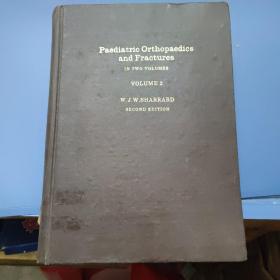 Paediatric Orthopaedics
and Fractures
IN TWO VOLUMES
VOLUME 2
W. J. W. SHARRARD
SECOND EDITION